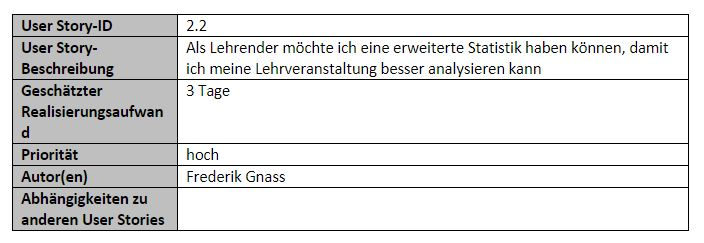 User Story-ID 2.2
User Story- Als Lehrender möchte ich eine erweiterte Statistik haben können, damit
Beschreibung ich meine Lehrveranstaltung besser analysieren kann
Geschätzter 3 Tage
Realisierungsaufwan
d
Priorität hoch
Autor(en) Frederik Gnass
Abhängigkeiten zu
anderen User Stories